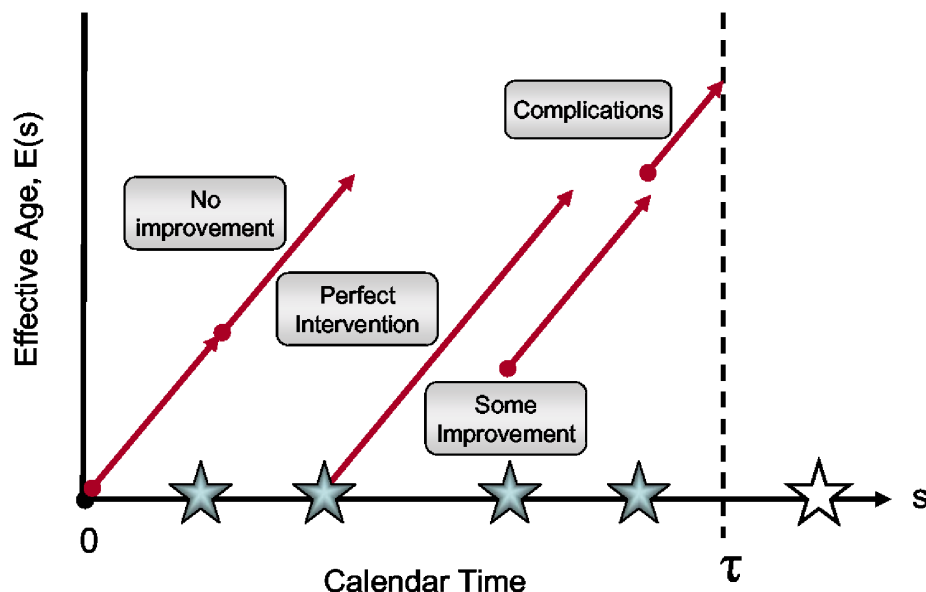 Effective Age, E(s)
Complications
No
improvement
Perfect
Intervention
Some
Improvement
0
τ
s
Calendar Time